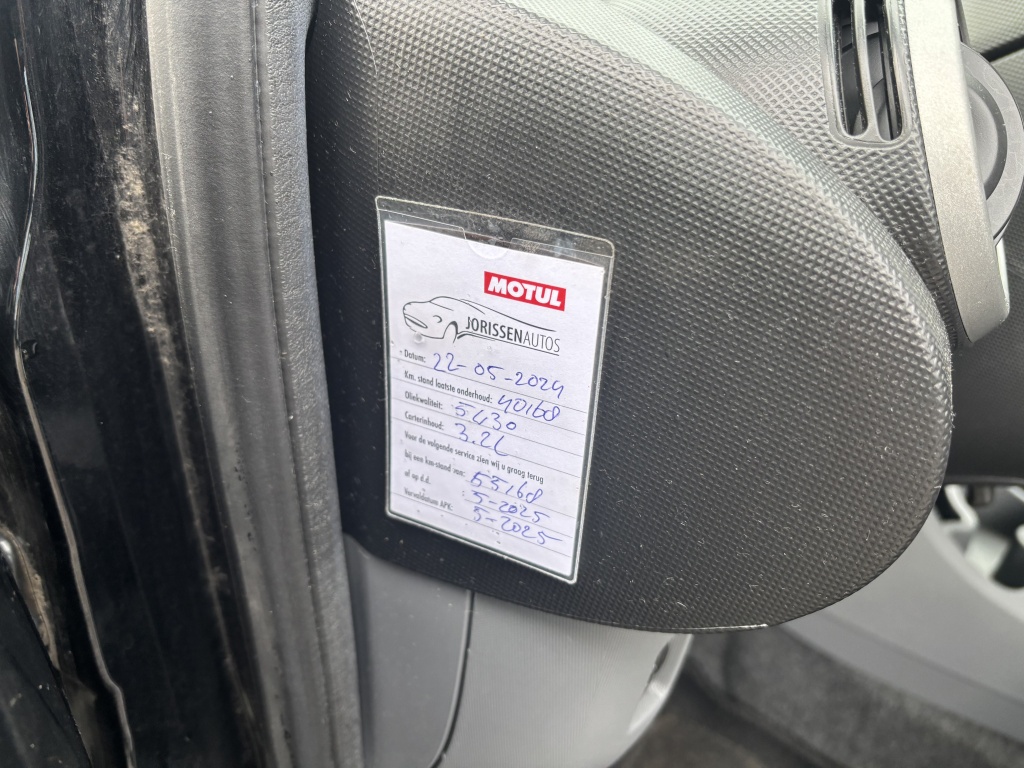 MOTUL
JORISSENAUTOS
Datum: 22-05-2024
Km. stand laatste onderhoud: 40168
Oliekwaliteit: 5W30
Carterinhoud: 3.2L
Voor de volgende service zien wij u graag terug
bij een km-stand van: 55168
of op d.d. : 5-2025
Vervaldatum APK: 5-2025